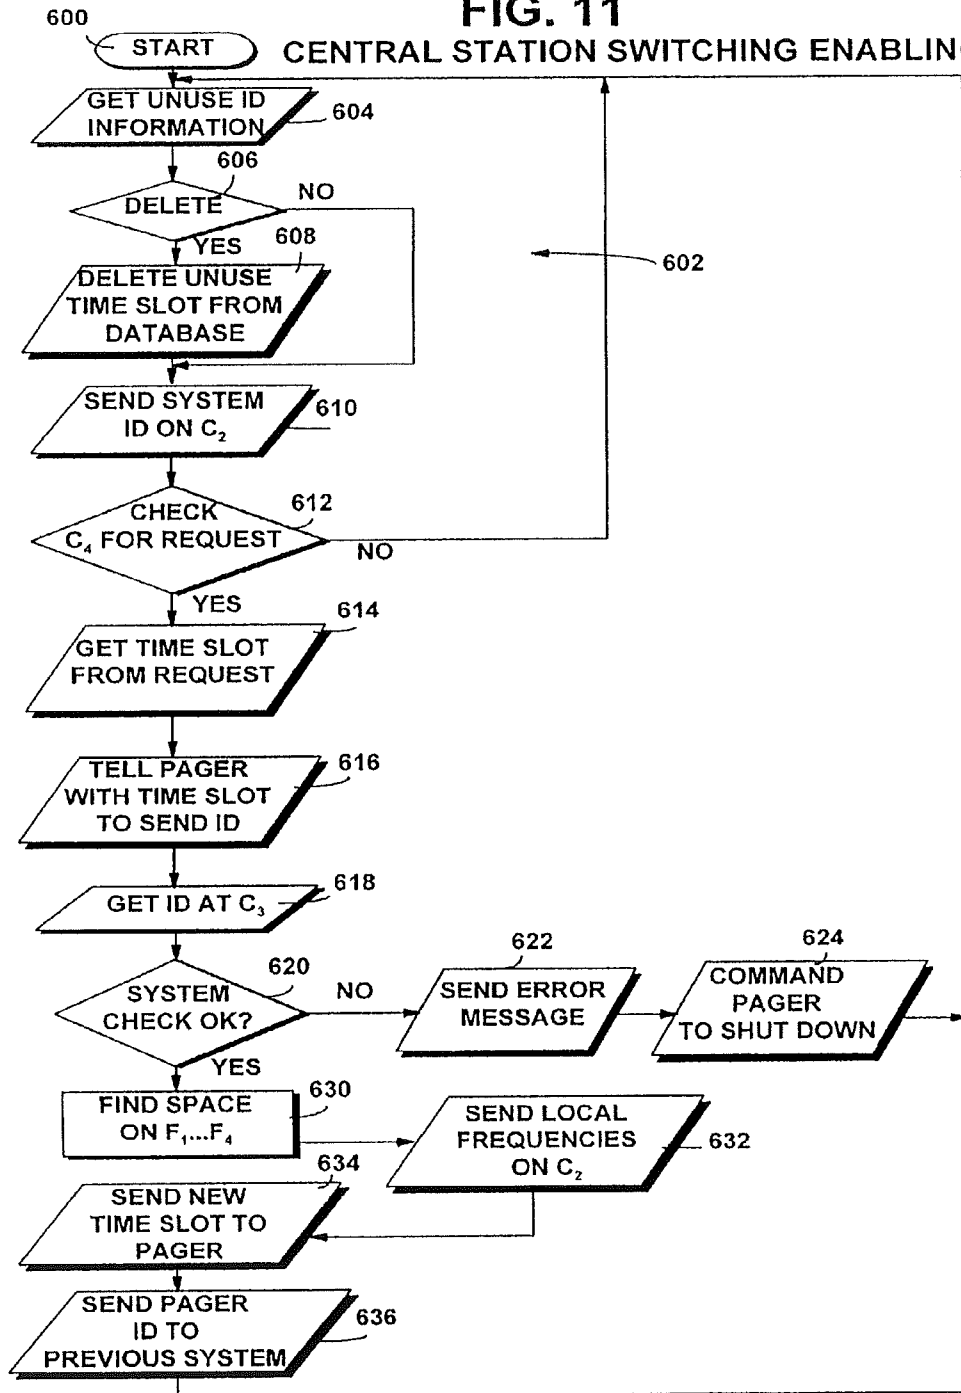 FIG. 11
600
START
CENTRAL STATION SWITCHING ENABLING
GET UNUSE ID
INFORMATION
604
606
DELETE
NO
YES
608
602
DELETE UNUSE
TIME SLOT FROM
DATABASE
SEND SYSTEM
ID ON C₂
610
612
CHECK
C₄ FOR REQUEST
NO
YES
614
GET TIME SLOT
FROM REQUEST
TELL PAGER
WITH TIME SLOT
TO SEND ID
616
GET ID AT C₃
618
620
SYSTEM
CHECK OK?
NO
YES
622
SEND ERROR
MESSAGE
624
COMMAND
PAGER
TO SHUT DOWN
FIND SPACE
ON F₁...F₄
630
SEND LOCAL
FREQUENCIES
ON C₂
632
634
SEND NEW
TIME SLOT TO
PAGER
SEND PAGER
ID TO
PREVIOUS SYSTEM
636